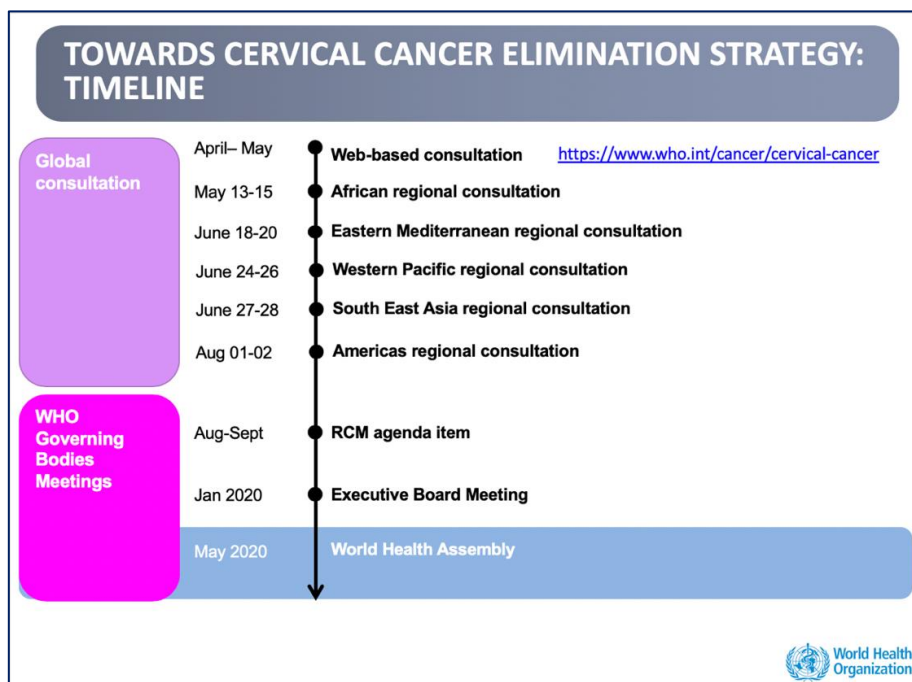 TOWARDS CERVICAL CANCER ELIMINATION STRATEGY:
TIMELINE
Global
consultation
April– May Web-based consultation https://www.who.int/cancer/cervical-cancer
May 13-15 African regional consultation
June 18-20 Eastern Mediterranean regional consultation
June 24-26 Western Pacific regional consultation
June 27-28 South East Asia regional consultation
Aug 01-02 Americas regional consultation
WHO
Governing
Bodies
Meetings
Aug-Sept RCM agenda item
Jan 2020 Executive Board Meeting
May 2020 World Health Assembly
World Health
Organization